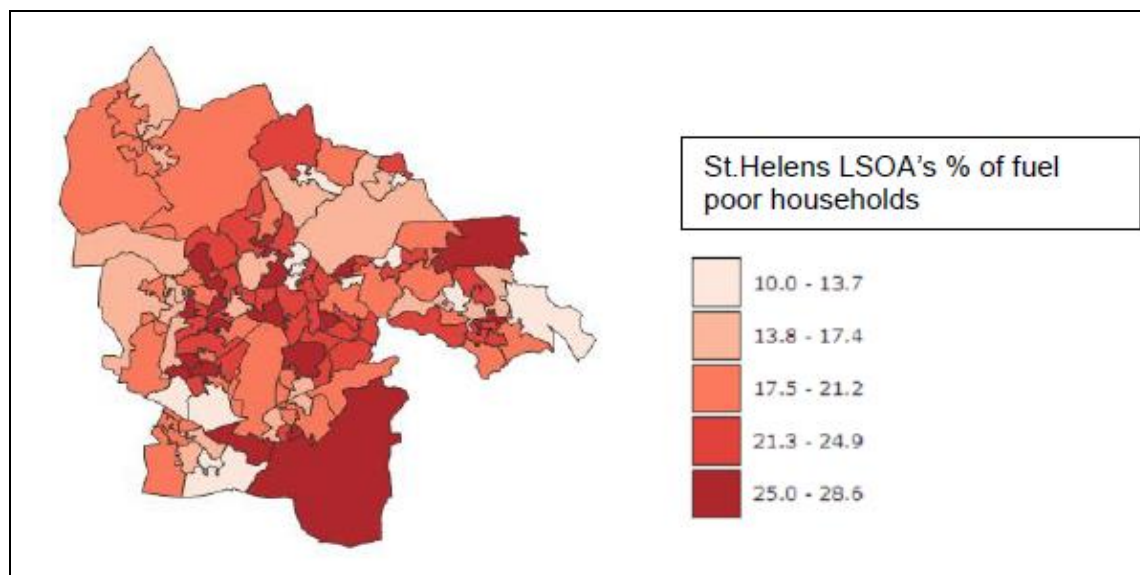 St.Helens LSOA's % of fuel
poor households
10.0 - 13.7
13.8 - 17.4
17.5 - 21.2
21.3 - 24.9
25.0 - 28.6